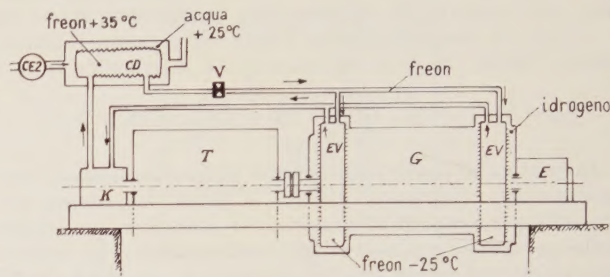 acqua
+ 25°C
freon +35°C
CE2
CD
V
freon
idrogeno
T
EV
G
EV
E
K
freon -25°C